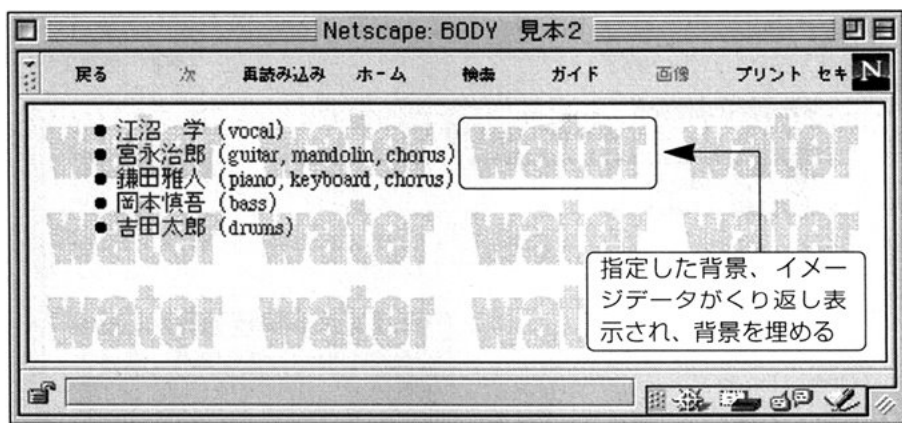 Netscape: BODY　見本2
戻る　次　再読み込み　ホーム　検索　ガイド　画像　プリント　セキ　N
江沼　学 (vocal)
宮永治郎 (guitar, mandolin, chorus)
鎌田雅人 (piano, keyboard, chorus)
岡本慎吾 (bass)
吉田太郎 (drums)
water water water water
water water water water
water water water
指定した背景、イメー
ジデータがくり返し表
示され、背景を埋める